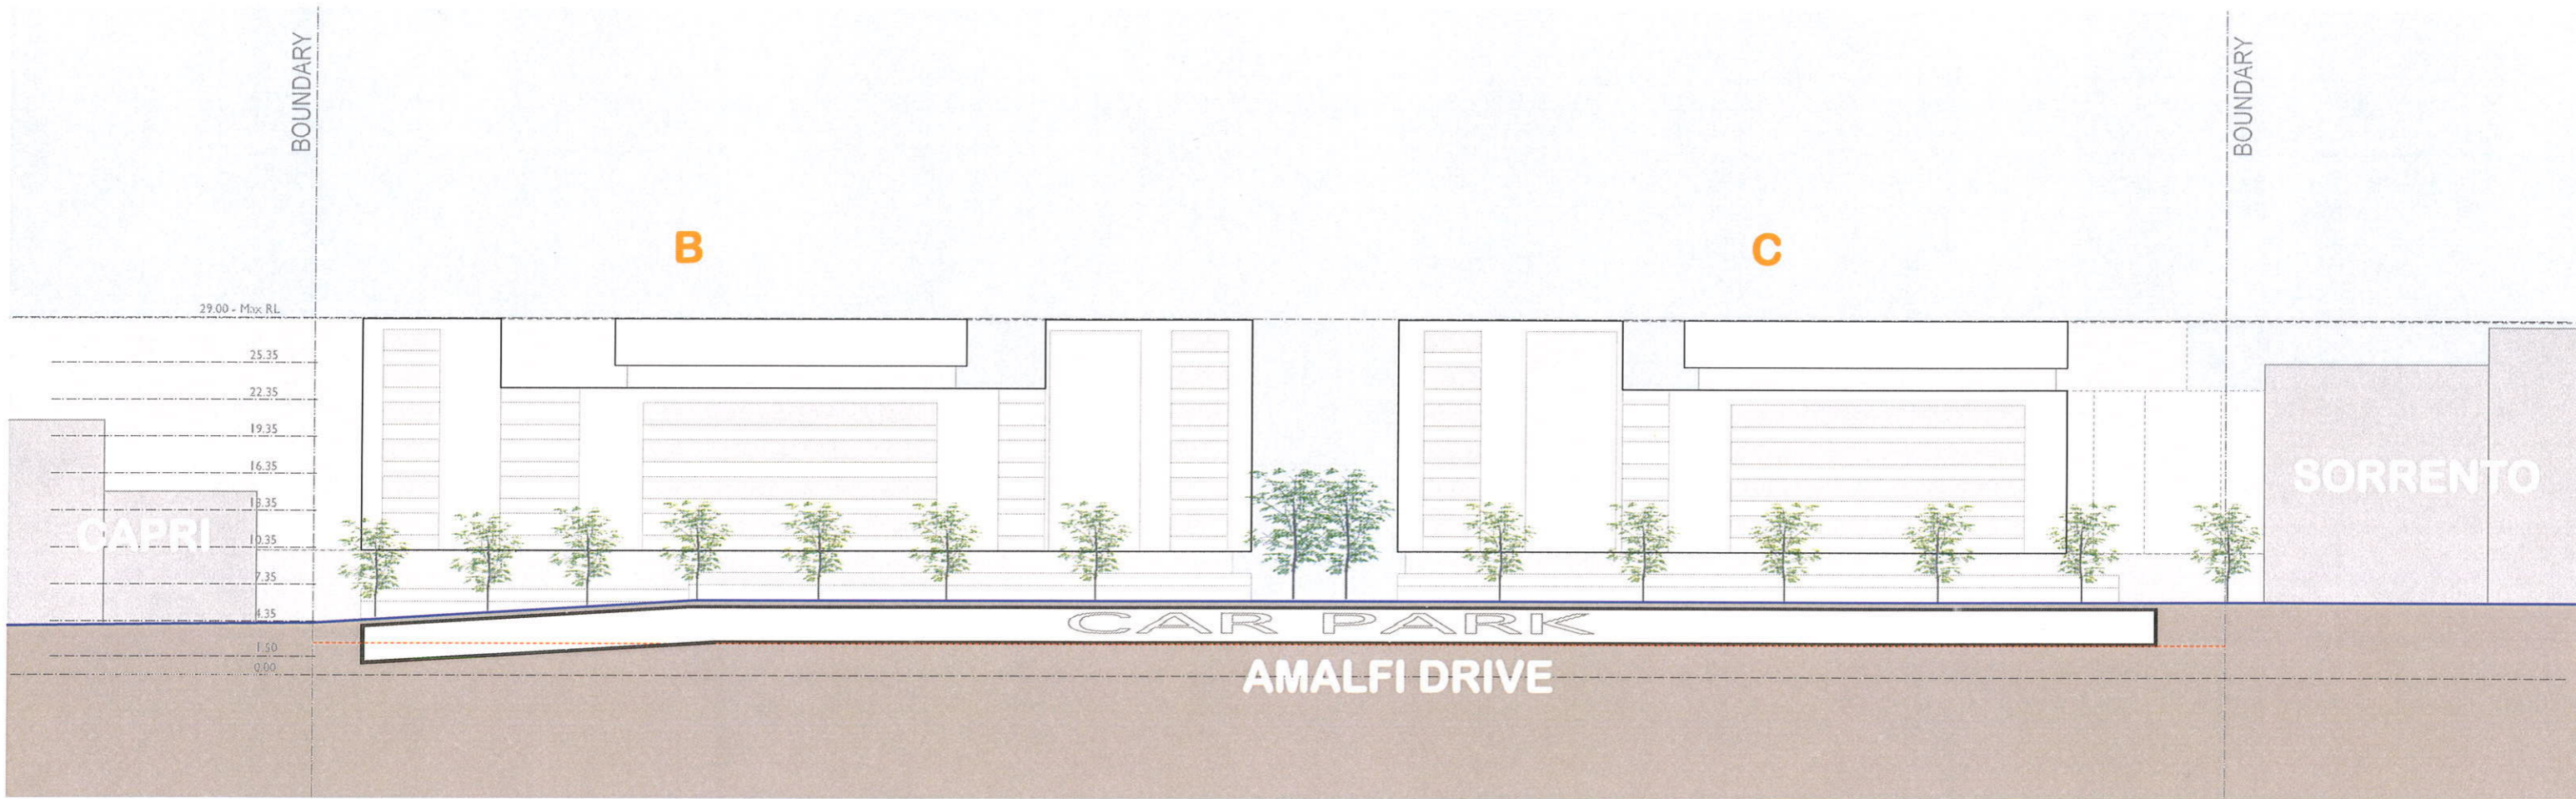 BOUNDARY
BOUNDARY
B
C
29.00 - Max RL
25.35
22.35
19.35
16.35
13.35
CAPRI
SORRENTO
10.35
7.35
4.35
CAR PARK
1.50
0.00
AMALFI DRIVE